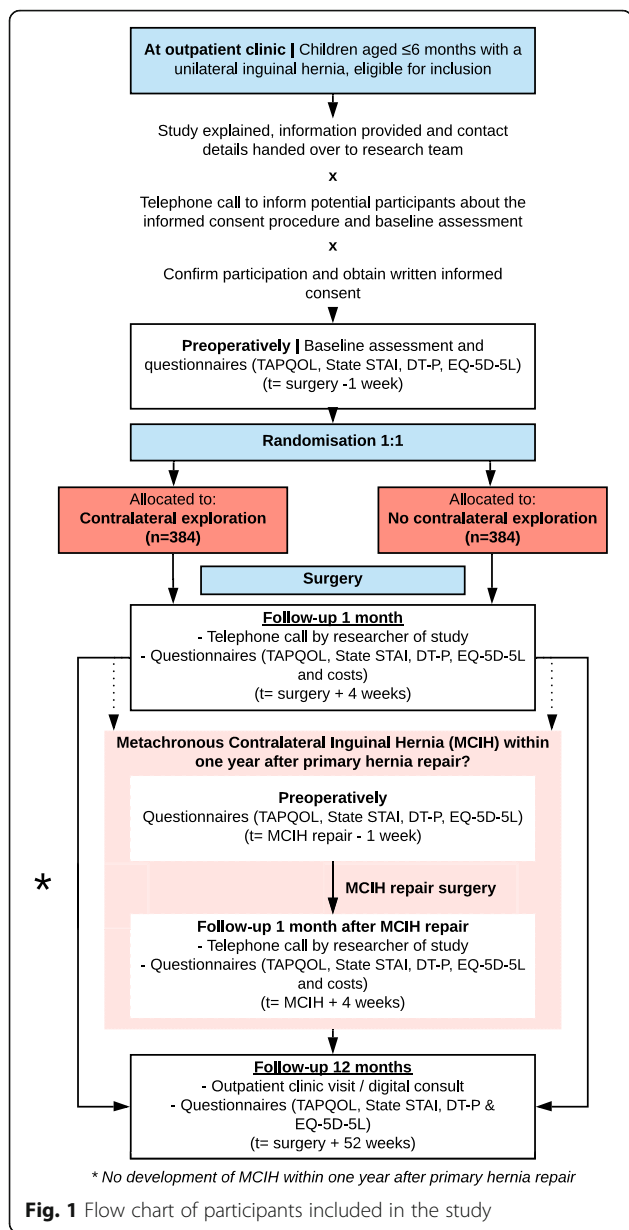 At outpatient clinic | Children aged ≤6 months with a
unilateral inguinal hernia, eligible for inclusion
Study explained, information provided and contact
details handed over to research team
x
Telephone call to inform potential participants about the
informed consent procedure and baseline assessment
x
Confirm participation and obtain written informed
consent
Preoperatively | Baseline assessment and
questionnaires (TAPQOL, State STAI, DT-P, EQ-5D-5L)
(t= surgery -1 week)
Randomisation 1:1
Allocated to:
Contralateral exploration
(n=384)
Allocated to:
No contralateral exploration
(n=384)
Surgery
Follow-up 1 month
- Telephone call by researcher of study
- Questionnaires (TAPQOL, State STAI, DT-P, EQ-5D-5L
and costs)
(t= surgery + 4 weeks)
Metachronous Contralateral Inguinal Hernia (MCIH) within
one year after primary hernia repair?
Preoperatively
Questionnaires (TAPQOL, State STAI, DT-P, EQ-5D-5L)
(t= MCIH repair - 1 week)
*
MCIH repair surgery
Follow-up 1 month after MCIH repair
- Telephone call by researcher of study
- Questionnaires (TAPQOL, State STAI, DT-P, EQ-5D-5L
and costs)
(t= MCIH + 4 weeks)
Follow-up 12 months
- Outpatient clinic visit / digital consult
- Questionnaires (TAPQOL, State STAI, DT-P &
EQ-5D-5L)
(t= surgery + 52 weeks)
* No development of MCIH within one year after primary hernia repair
Fig. 1 Flow chart of participants included in the study